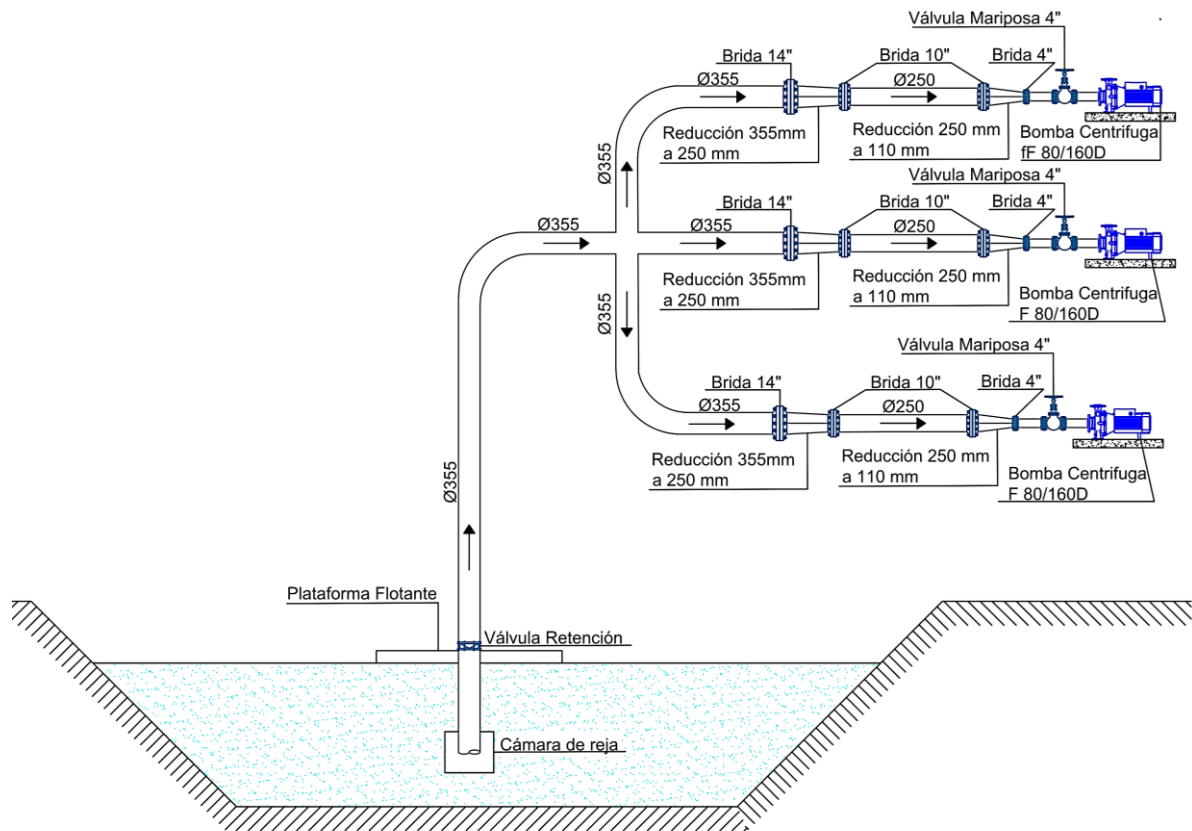 Válvula Mariposa 4"
Brida 14"
Brida 10"
Brida 4"
Ø355
Ø250
Reducción 355mm
a 250 mm
Reducción 250 mm
a 110 mm
Bomba Centrifuga
fF 80/160D
Ø355
Válvula Mariposa 4"
Brida 14"
Brida 10"
Brida 4"
Ø355
Ø355
Ø250
Reducción 355mm
a 250 mm
Reducción 250 mm
a 110 mm
Bomba Centrifuga
F 80/160D
Ø355
Válvula Mariposa 4"
Brida 14"
Brida 10"
Brida 4"
Ø355
Ø250
Reducción 355mm
a 250 mm
Reducción 250 mm
a 110 mm
Bomba Centrifuga
F 80/160D
Ø355
Plataforma Flotante
Válvula Retención
Cámara de reja